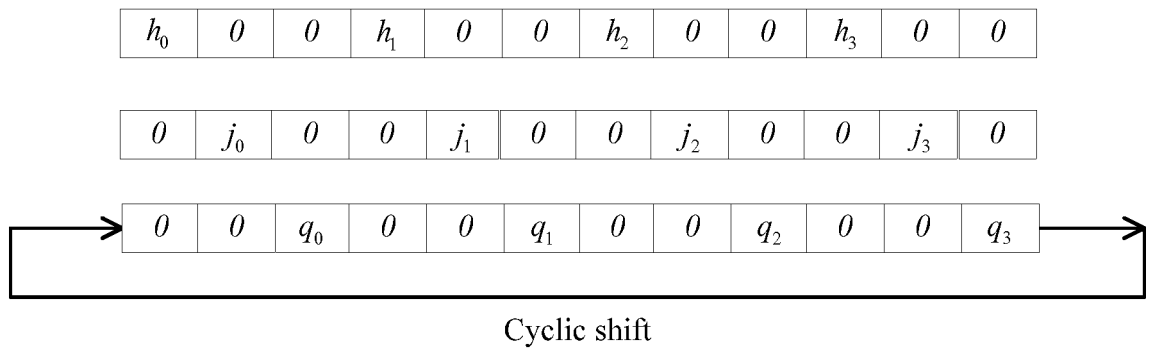 h₀ 0 0 h₁ 0 0 h₂ 0 0 h₃ 0 0
0 j₀ 0 0 j₁ 0 0 j₂ 0 0 j₃ 0
0 0 q₀ 0 0 q₁ 0 0 q₂ 0 0 q₃
Cyclic shift